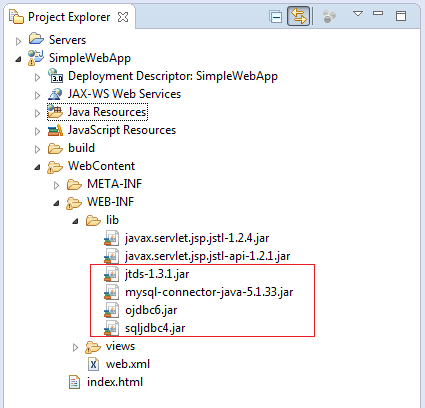 Project Explorer
Servers
SimpleWebApp
3.0 Deployment Descriptor: SimpleWebApp
JAX-WS Web Services
Java Resources
JavaScript Resources
build
WebContent
META-INF
WEB-INF
lib
javax.servlet.jsp.jstl-1.2.4.jar
javax.servlet.jsp.jstl-api-1.2.1.jar
jtds-1.3.1.jar
mysql-connector-java-5.1.33.jar
ojdbc6.jar
sqljdbc4.jar
views
web.xml
index.html